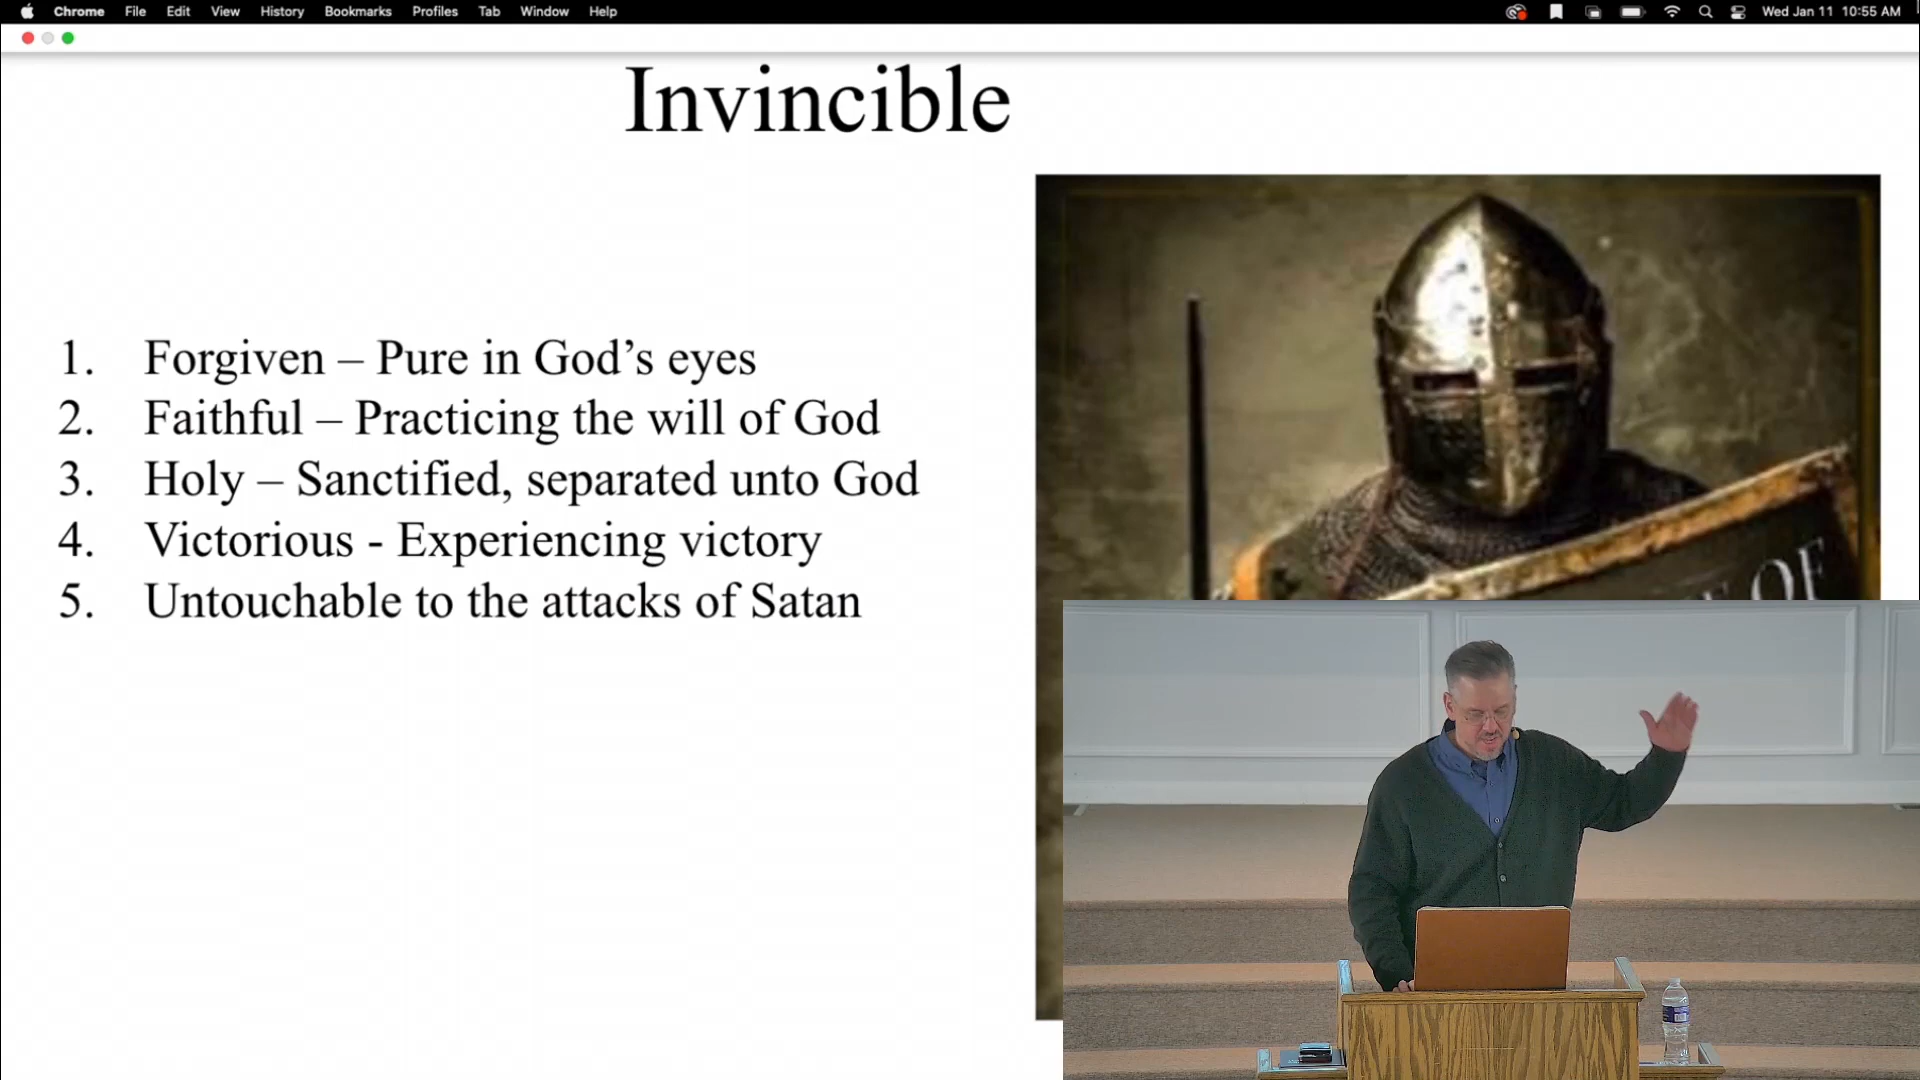 Chrome File Edit View History Bookmarks Profiles Tab Window Help Wed Jan 11 10:55 AM
Invincible
1. Forgiven – Pure in God’s eyes
2. Faithful – Practicing the will of God
3. Holy – Sanctified, separated unto God
4. Victorious - Experiencing victory
5. Untouchable to the attacks of Satan
OF